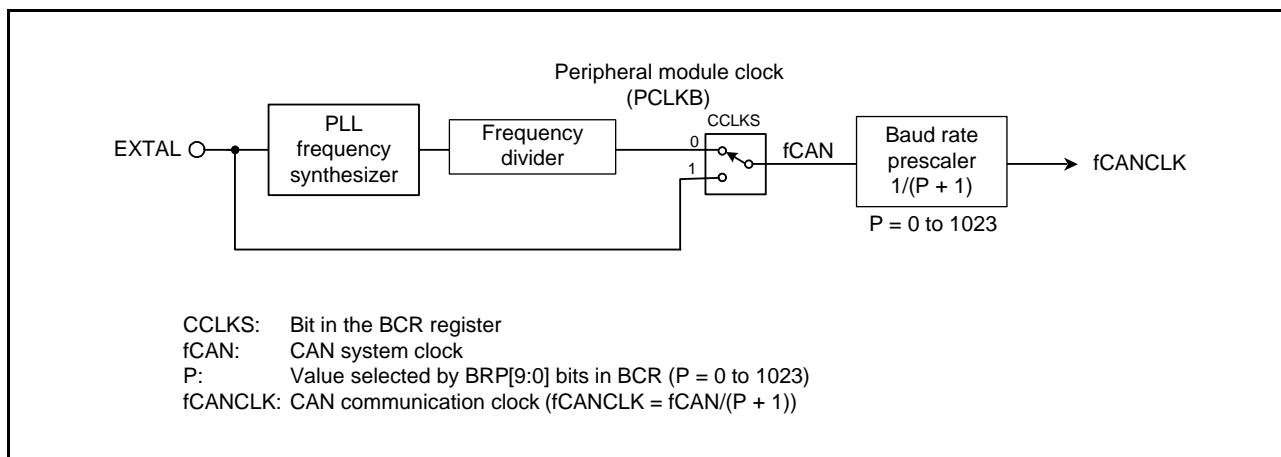 Peripheral module clock
(PCLKB)
CCLKS
EXTAL
PLL
frequency
synthesizer
Frequency
divider
0
1
fCAN
Baud rate
prescaler
1/(P + 1)
fCANCLK
P = 0 to 1023
CCLKS: Bit in the BCR register
fCAN: CAN system clock
P: Value selected by BRP[9:0] bits in BCR (P = 0 to 1023)
fCANCLK: CAN communication clock (fCANCLK = fCAN/(P + 1))